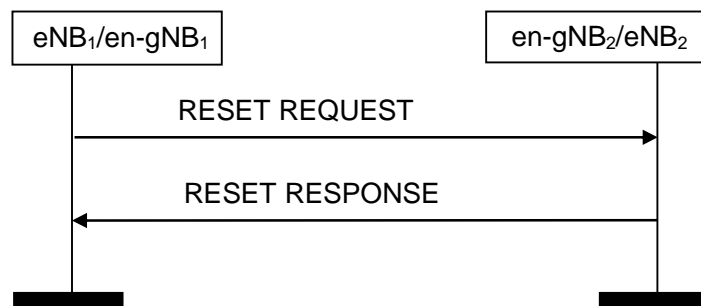 eNB₁/en-gNB₁
en-gNB₂/eNB₂
RESET REQUEST
RESET RESPONSE